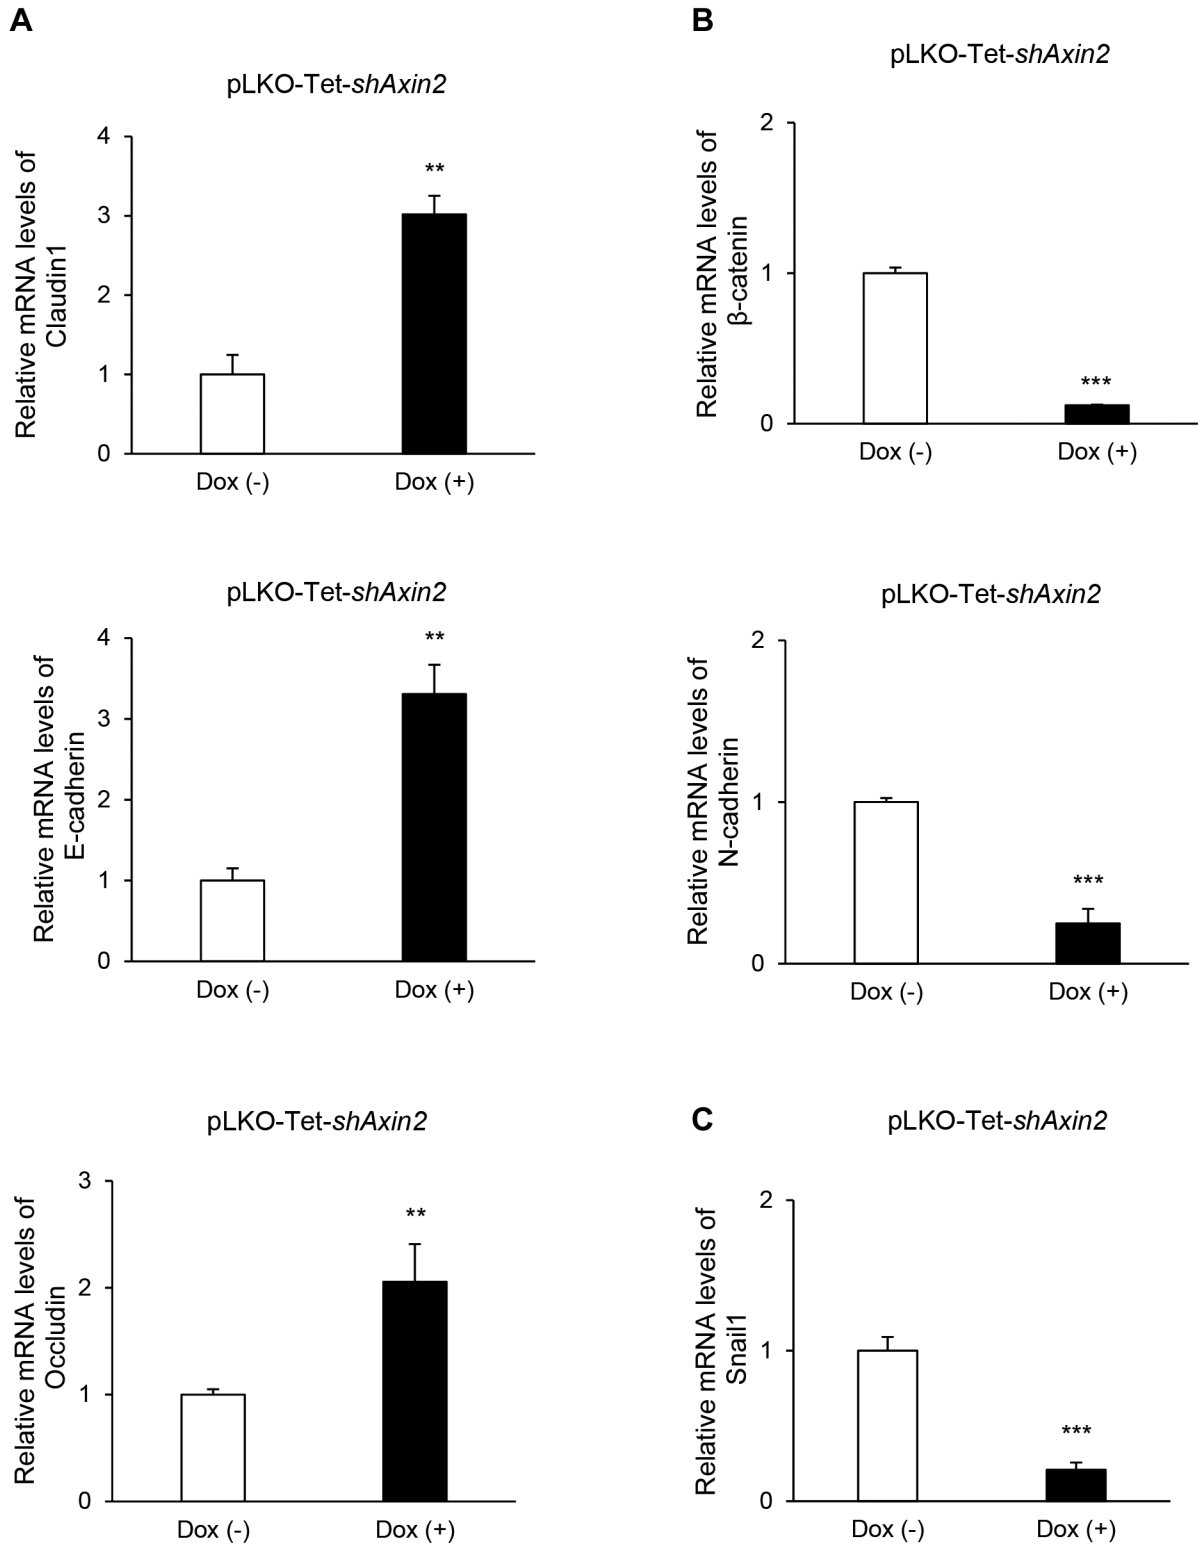 A
pLKO-Tet-shAxin2
Relative mRNA levels of
Claudin1
4
3
2
1
0
**
Dox (-)
Dox (+)
pLKO-Tet-shAxin2
Relative mRNA levels of
E-cadherin
4
3
2
1
0
**
Dox (-)
Dox (+)
pLKO-Tet-shAxin2
Relative mRNA levels of
Occludin
3
2
1
0
**
Dox (-)
Dox (+)
B
pLKO-Tet-shAxin2
Relative mRNA levels of
β-catenin
2
1
0
***
Dox (-)
Dox (+)
pLKO-Tet-shAxin2
Relative mRNA levels of
N-cadherin
2
1
0
***
Dox (-)
Dox (+)
C
pLKO-Tet-shAxin2
Relative mRNA levels of
Snail1
2
1
0
***
Dox (-)
Dox (+)